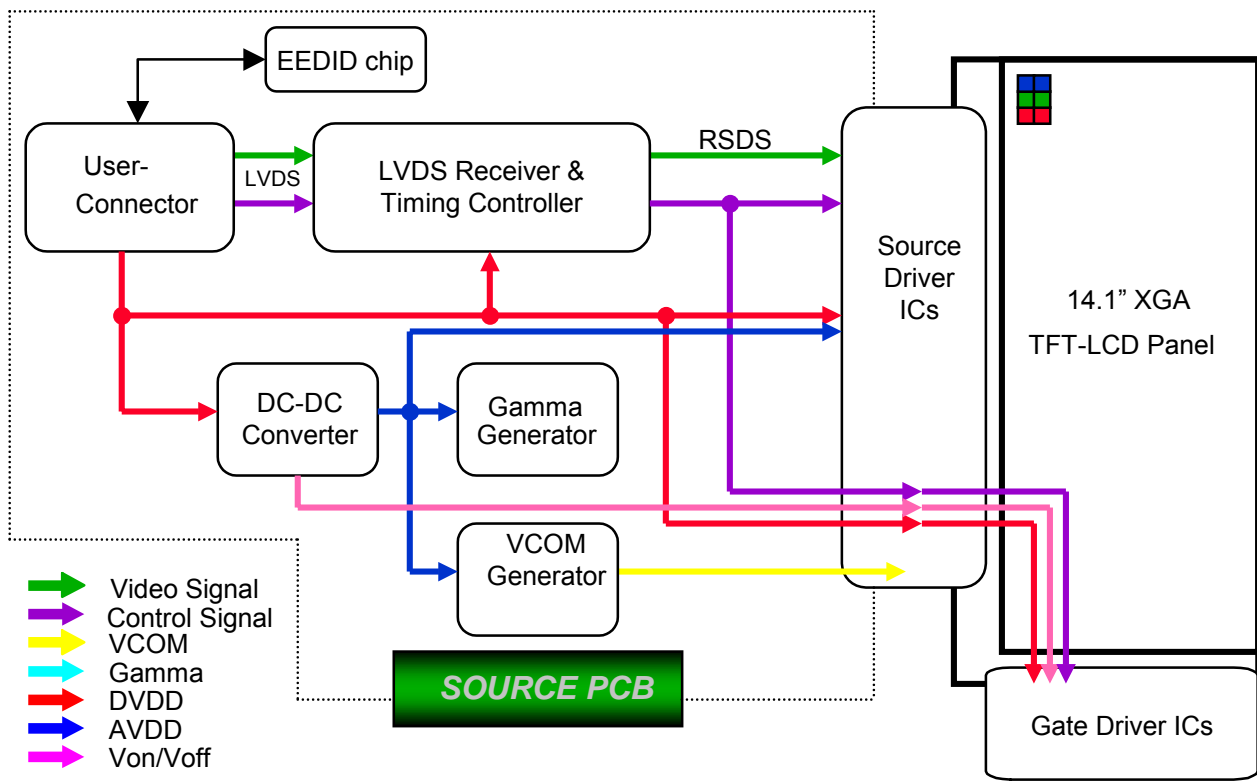 EEDID chip
User-
Connector
LVDS
LVDS Receiver &
Timing Controller
RSDS
Source
Driver
ICs
14.1” XGA
TFT-LCD Panel
DC-DC
Converter
Gamma
Generator
VCOM
Generator
Video Signal
Control Signal
VCOM
Gamma
DVDD
AVDD
Von/Voff
SOURCE PCB
Gate Driver ICs